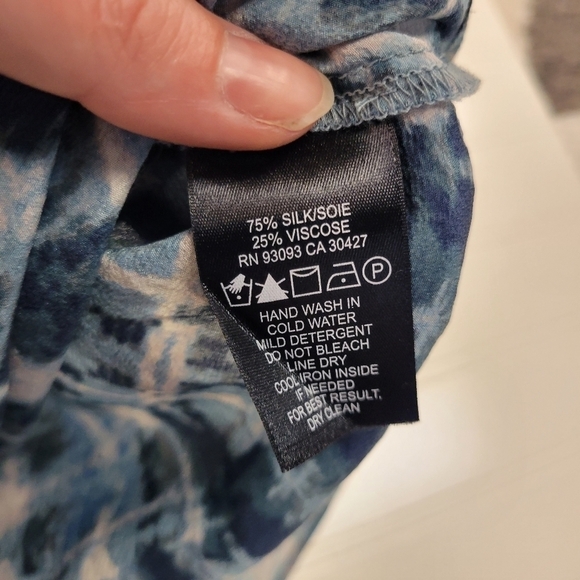 75% SILK/SOIE
25% VISCOSE
RN 93093 CA 30427
P
HAND WASH IN
COLD WATER
MILD DETERGENT
DO NOT BLEACH
LINE DRY
COOL IRON INSIDE
IF NEEDED
FOR BEST RESULT,
DRY CLEAN